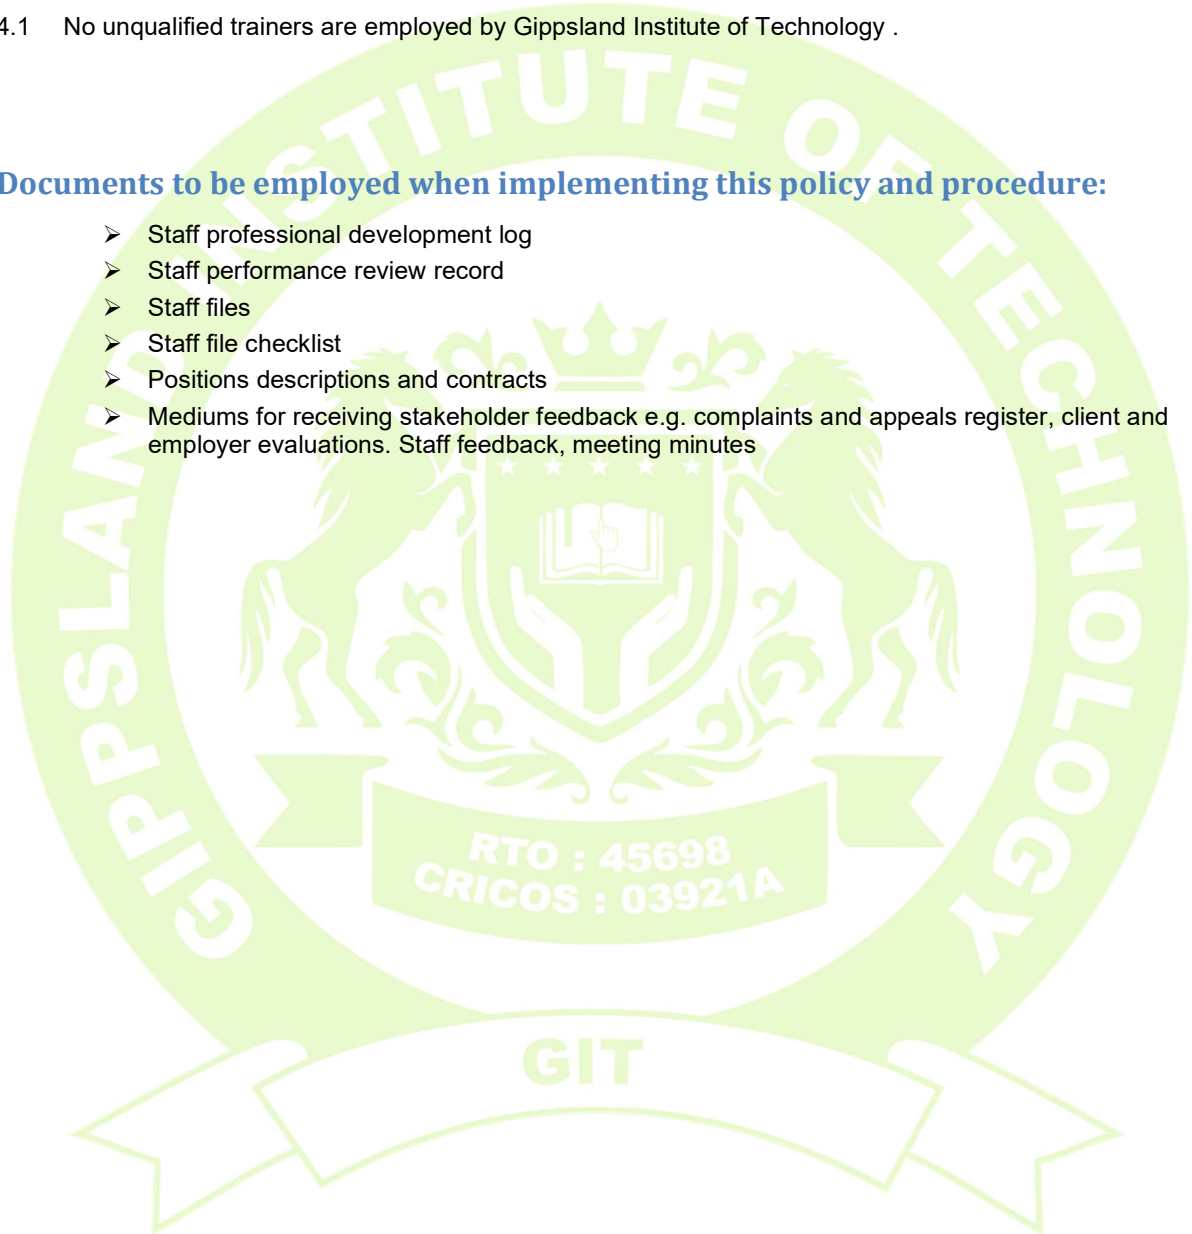 4.1 No unqualified trainers are employed by Gippsland Institute of Technology .
Documents to be employed when implementing this policy and procedure:
➢ Staff professional development log
➢ Staff performance review record
➢ Staff files
➢ Staff file checklist
➢ Positions descriptions and contracts
➢ Mediums for receiving stakeholder feedback e.g. complaints and appeals register, client and
employer evaluations. Staff feedback, meeting minutes
GIPPSLAND INSTITUTE OF TECHNOLOGY
RTO : 45698
CRICOS : 03921A
GIT